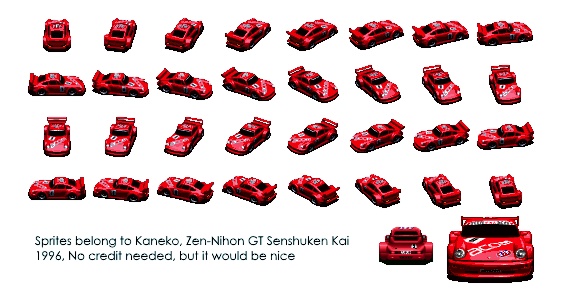 Sprites belong to Kaneko, Zen-Nihon GT Senshuken Kai
1996, No credit needed, but it would be nice